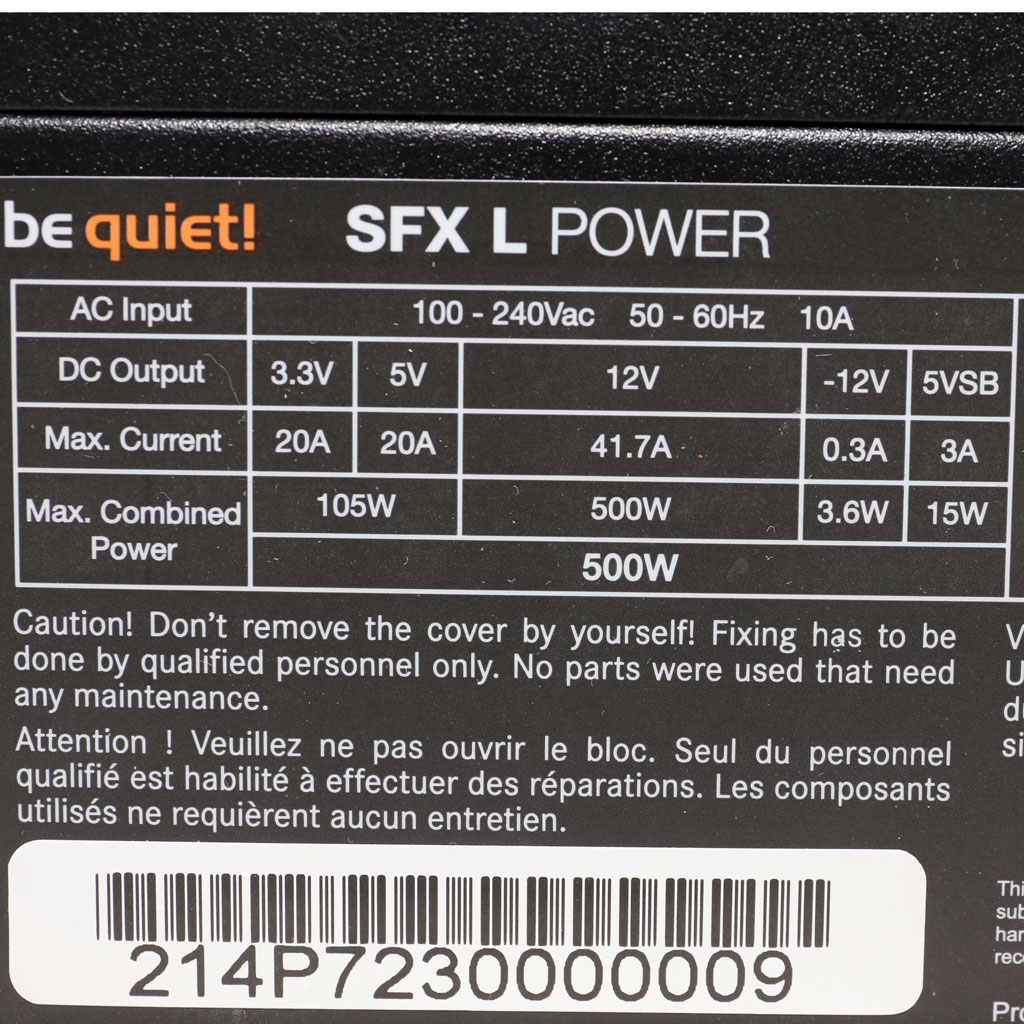 be quiet! SFX L POWER
AC Input 100 - 240Vac 50 - 60Hz 10A
DC Output 3.3V 5V 12V -12V 5VSB
Max. Current 20A 20A 41.7A 0.3A 3A
Max. Combined Power 105W 500W 3.6W 15W
500W
Caution! Don't remove the cover by yourself! Fixing has to be
done by qualified personnel only. No parts were used that need
any maintenance.
Attention ! Veuillez ne pas ouvrir le bloc. Seul du personnel
qualifié est habilité à effectuer des réparations. Les composants
utilisés ne requièrent aucun entretien.
214P7230000009